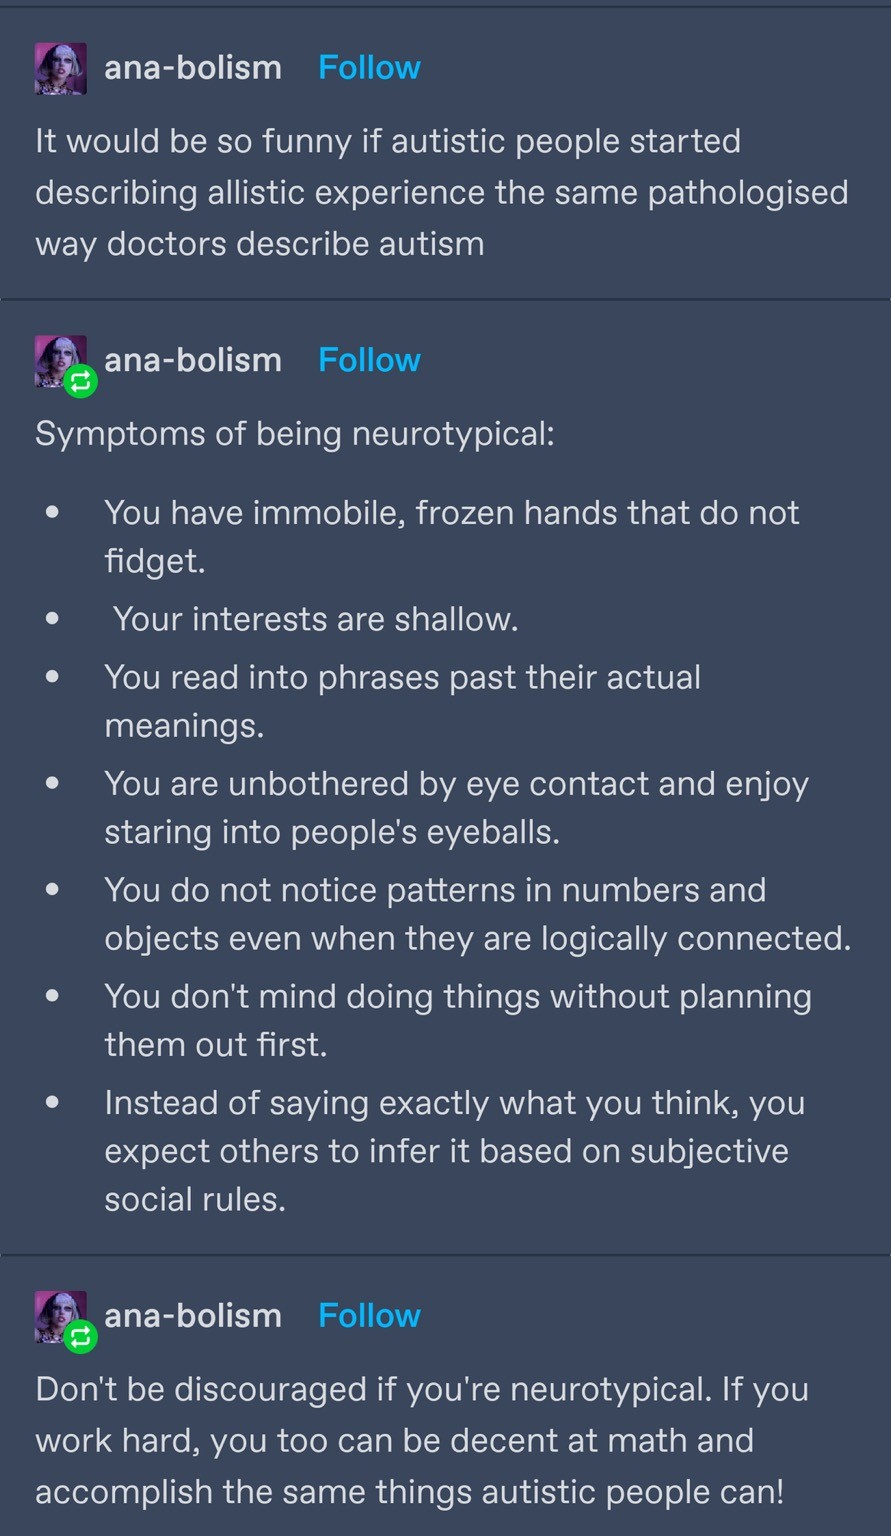 ana-bolism Follow
It would be so funny if autistic people started
describing allistic experience the same pathologised
way doctors describe autism
ana-bolism Follow
Symptoms of being neurotypical:
• You have immobile, frozen hands that do not
fidget.
• Your interests are shallow.
• You read into phrases past their actual
meanings.
• You are unbothered by eye contact and enjoy
staring into people's eyeballs.
• You do not notice patterns in numbers and
objects even when they are logically connected.
• You don't mind doing things without planning
them out first.
• Instead of saying exactly what you think, you
expect others to infer it based on subjective
social rules.
ana-bolism Follow
Don't be discouraged if you're neurotypical. If you
work hard, you too can be decent at math and
accomplish the same things autistic people can!